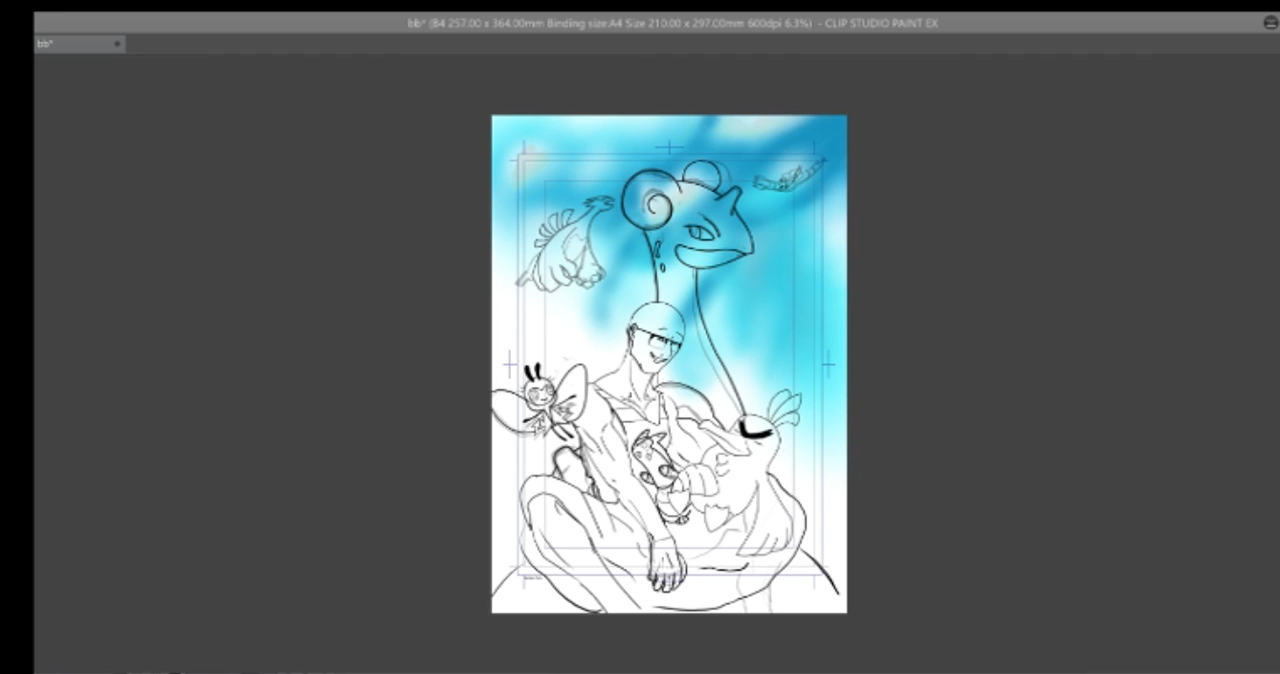 bb* (B4 257.00 x 364.00mm Binding size:A4 Size 210.00 x 297.00mm 600dpi 6.3%) - CLIP STUDIO PAINT EX
bb*